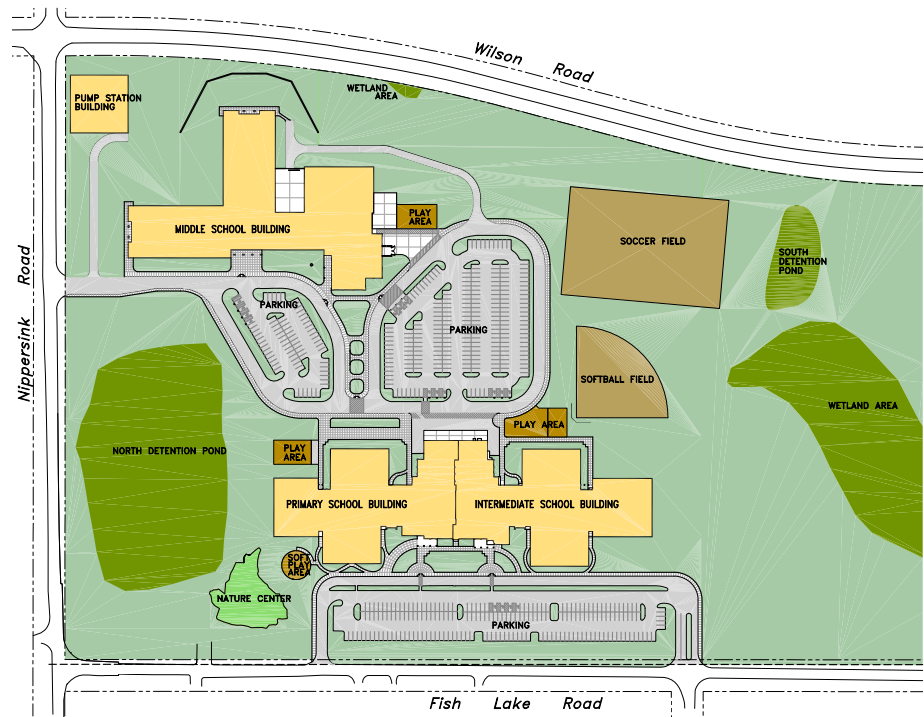 Wilson Road
WETLAND
AREA
PUMP STATION
BUILDING
PLAY
AREA
MIDDLE SCHOOL BUILDING
SOCCER FIELD
SOUTH
DETENTION
POND
Nippersink Road
PARKING
PARKING
SOFTBALL FIELD
WETLAND AREA
PLAY AREA
NORTH DETENTION POND
PLAY
AREA
PRIMARY SCHOOL BUILDING
INTERMEDIATE SCHOOL BUILDING
SOFT
PLAY
AREA
NATURE CENTER
PARKING
Fish Lake Road